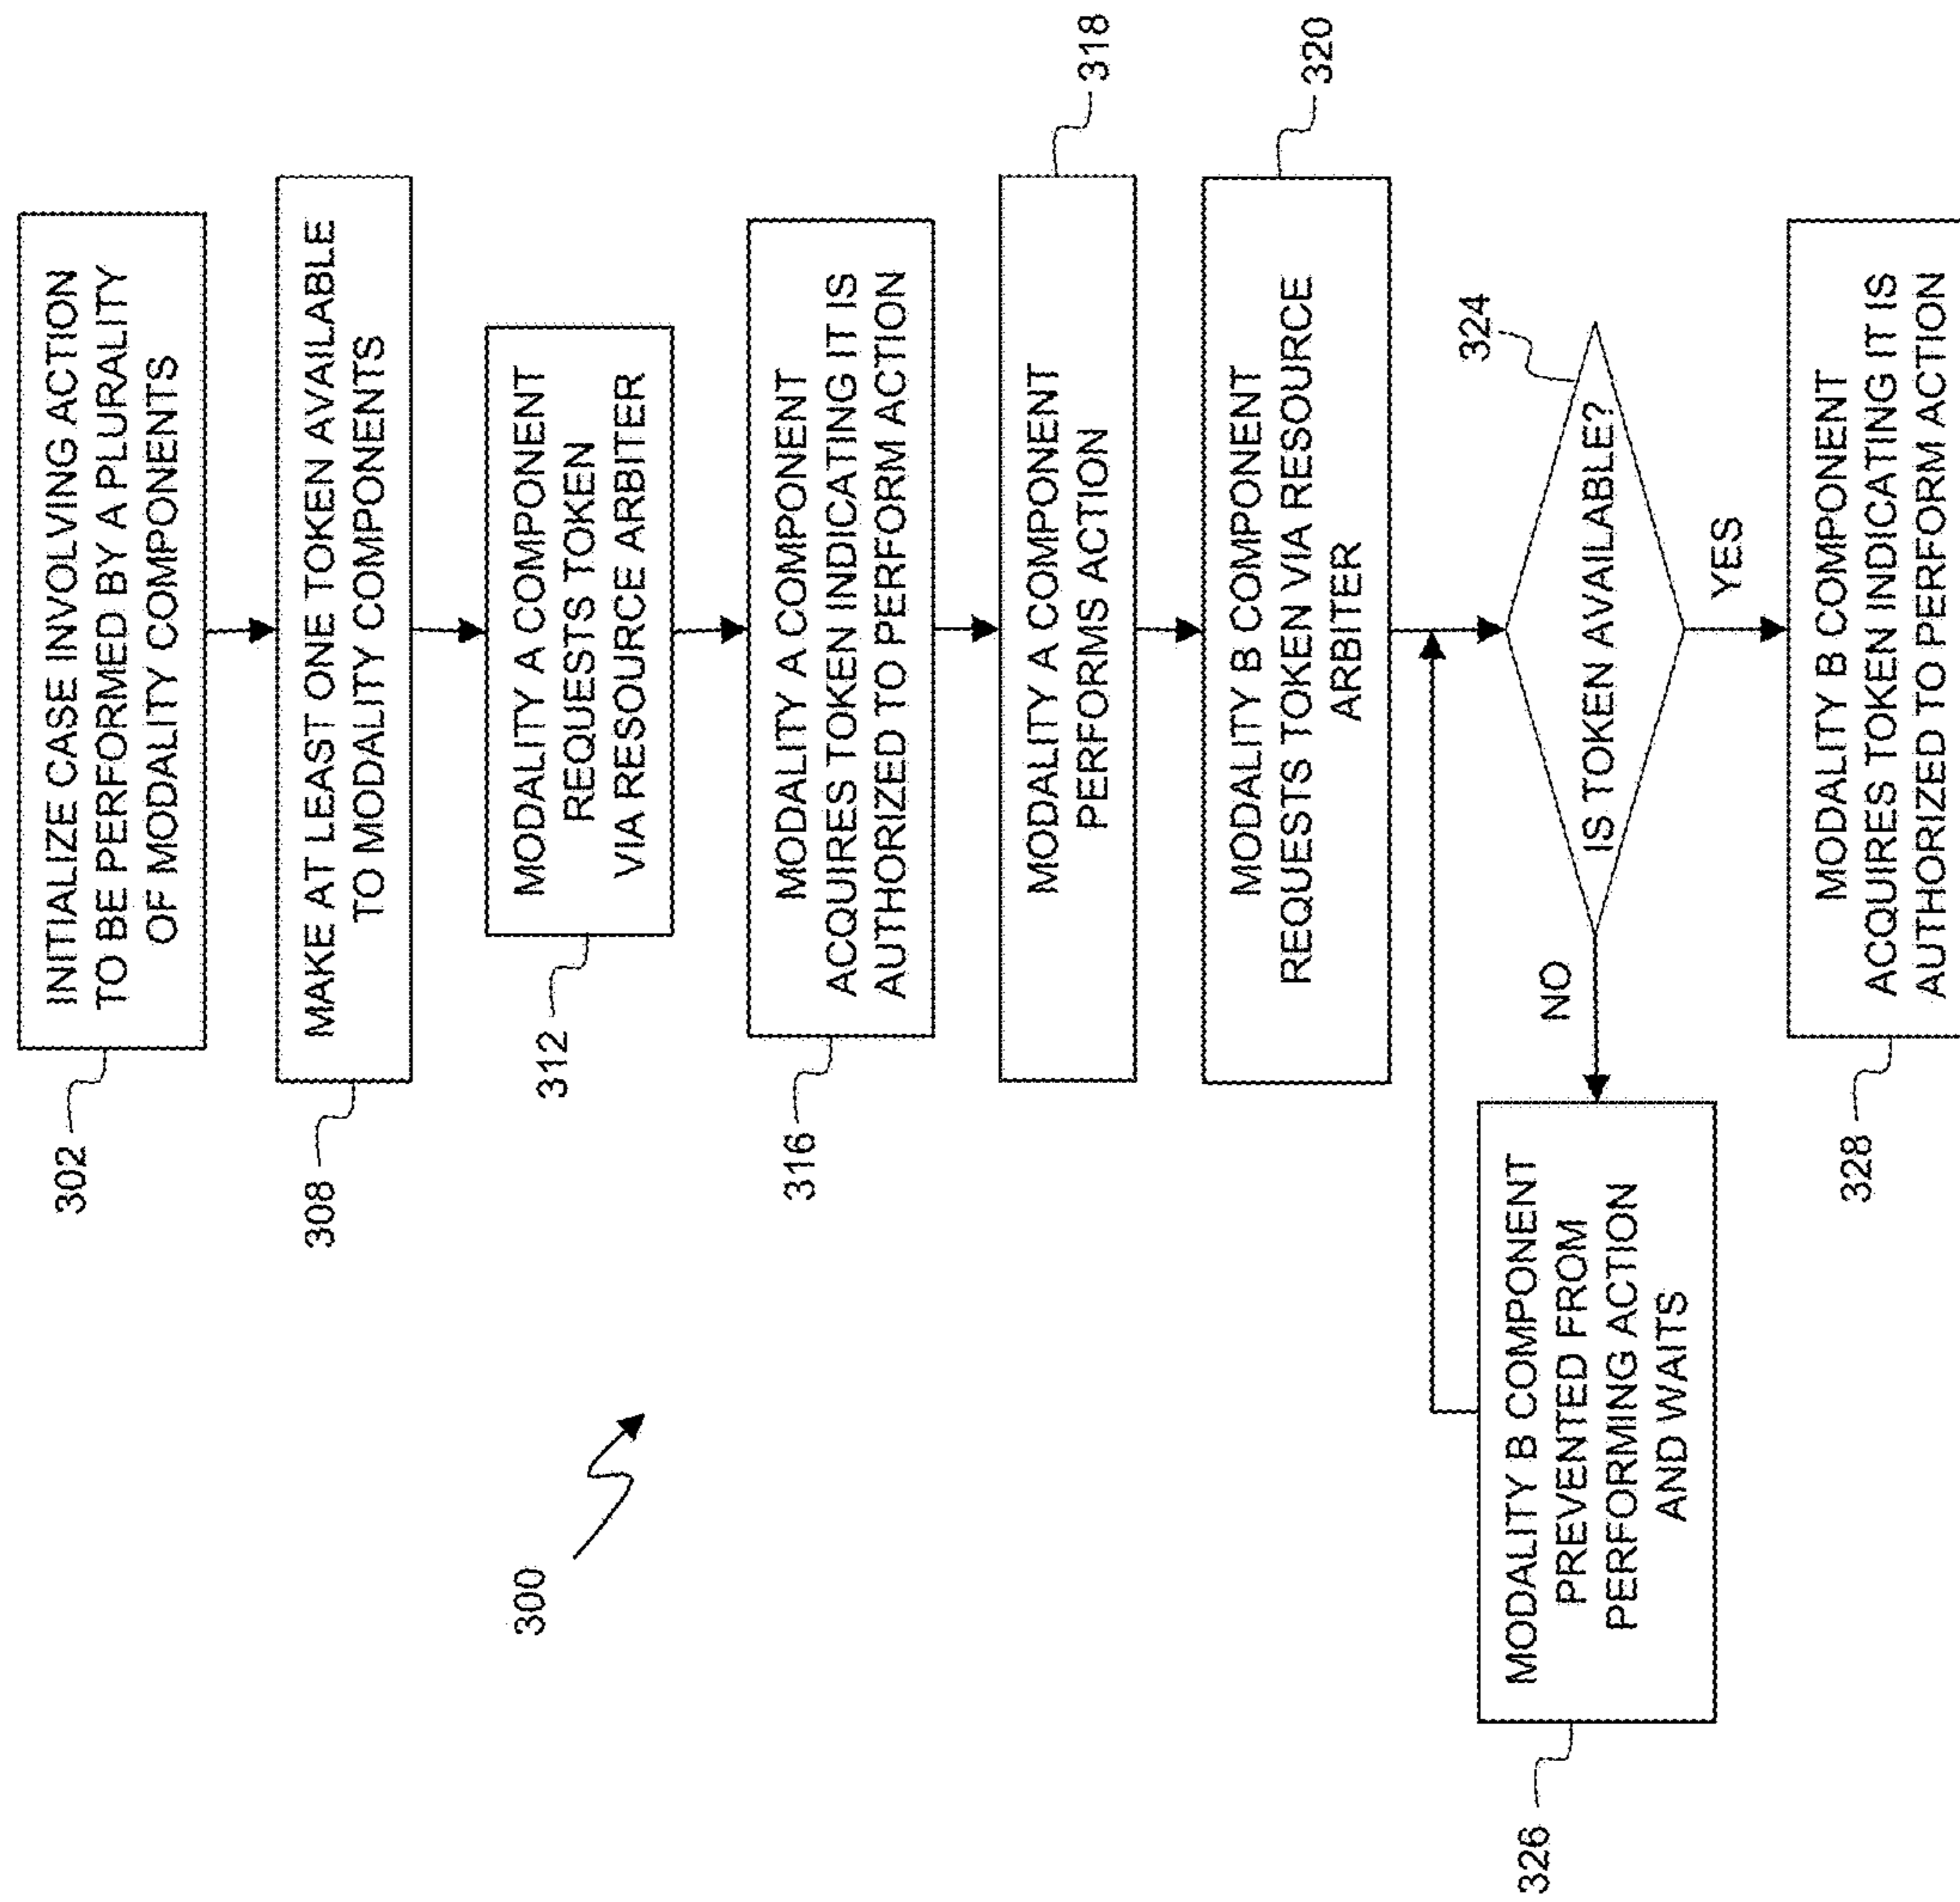 300
302
INITIALIZE CASE INVOLVING ACTION
TO BE PERFORMED BY A PLURALITY
OF MODALITY COMPONENTS
308
MAKE AT LEAST ONE TOKEN AVAILABLE
TO MODALITY COMPONENTS
312
MODALITY A COMPONENT
REQUESTS TOKEN
VIA RESOURCE ARBITER
316
MODALITY A COMPONENT
ACQUIRES TOKEN INDICATING IT IS
AUTHORIZED TO PERFORM ACTION
318
MODALITY A COMPONENT
PERFORMS ACTION
320
MODALITY B COMPONENT
REQUESTS TOKEN VIA RESOURCE
ARBITER
324
IS TOKEN AVAILABLE?
NO
326
MODALITY B COMPONENT
PREVENTED FROM
PERFORMING ACTION
AND WAITS
YES
328
MODALITY B COMPONENT
ACQUIRES TOKEN INDICATING IT IS
AUTHORIZED TO PERFORM ACTION